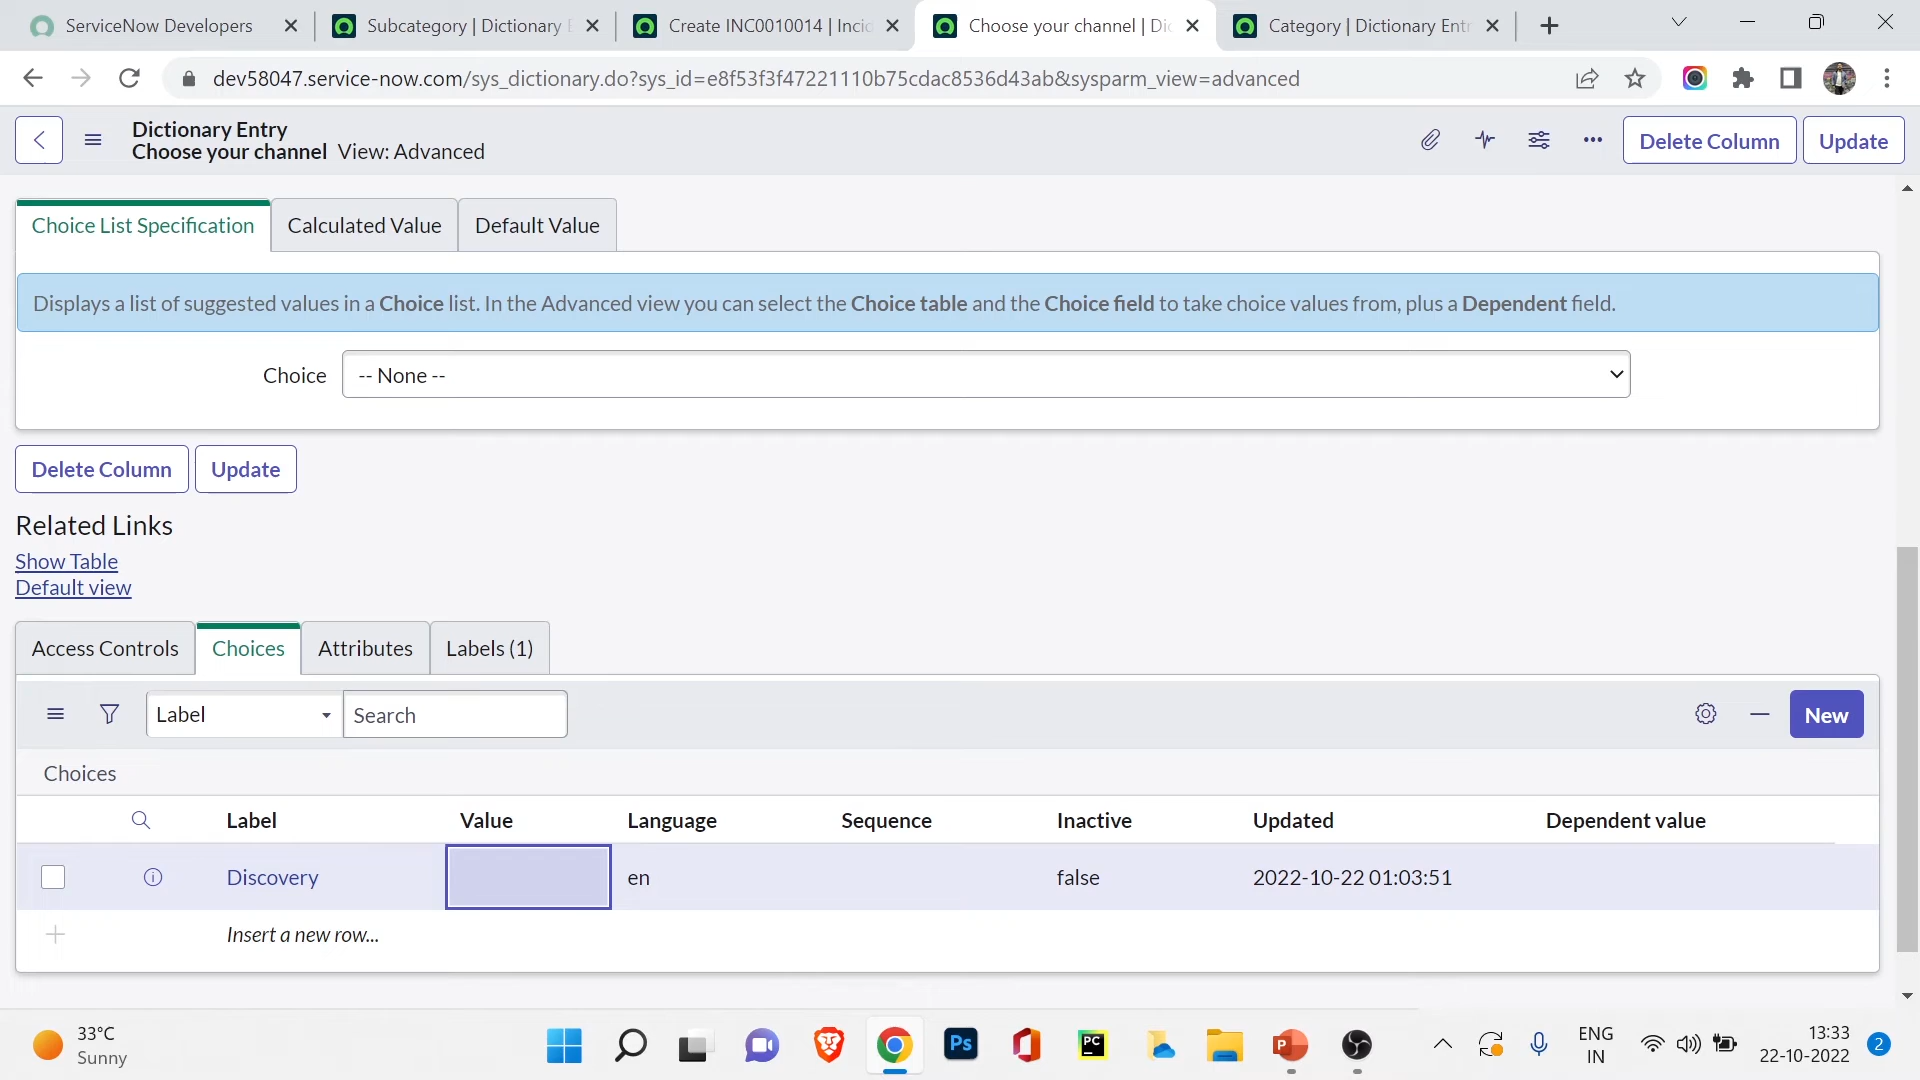 ServiceNow Developers
Subcategory | Dictionary E
Create INC0010014 | Incid
Choose your channel | Dic
Category | Dictionary Entr
dev58047.service-now.com/sys_dictionary.do?sys_id=e8f53f3f47221110b75cdac8536d43ab&sysparm_view=advanced
Dictionary Entry
Choose your channel View: Advanced
Delete Column
Update
Choice List Specification
Calculated Value
Default Value
Displays a list of suggested values in a Choice list. In the Advanced view you can select the Choice table and the Choice field to take choice values from, plus a Dependent field.
Choice
-- None --
Delete Column
Update
Related Links
Show Table
Default view
Access Controls
Choices
Attributes
Labels (1)
Label
Search
New
Choices
Label Value Language Sequence Inactive Updated Dependent value
Discovery en false 2022-10-22 01:03:51
Insert a new row...
33°C
Sunny
Ps
PC
P
ENG
IN
13:33
22-10-2022
2